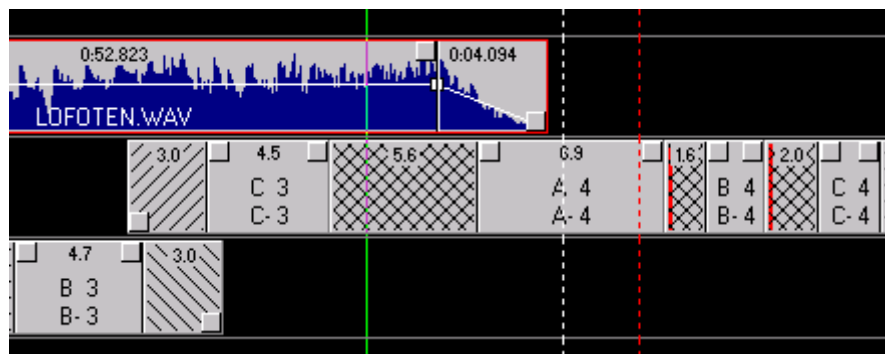 0:52.823 0:04.094
LOFOTEN.WAV
3.0 4.5 5.6 6.9 1.6 2.0
C 3 A 4 B 4 C 4
C- 3 A- 4 B- 4 C- 4
4.7 3.0
B 3
B- 3